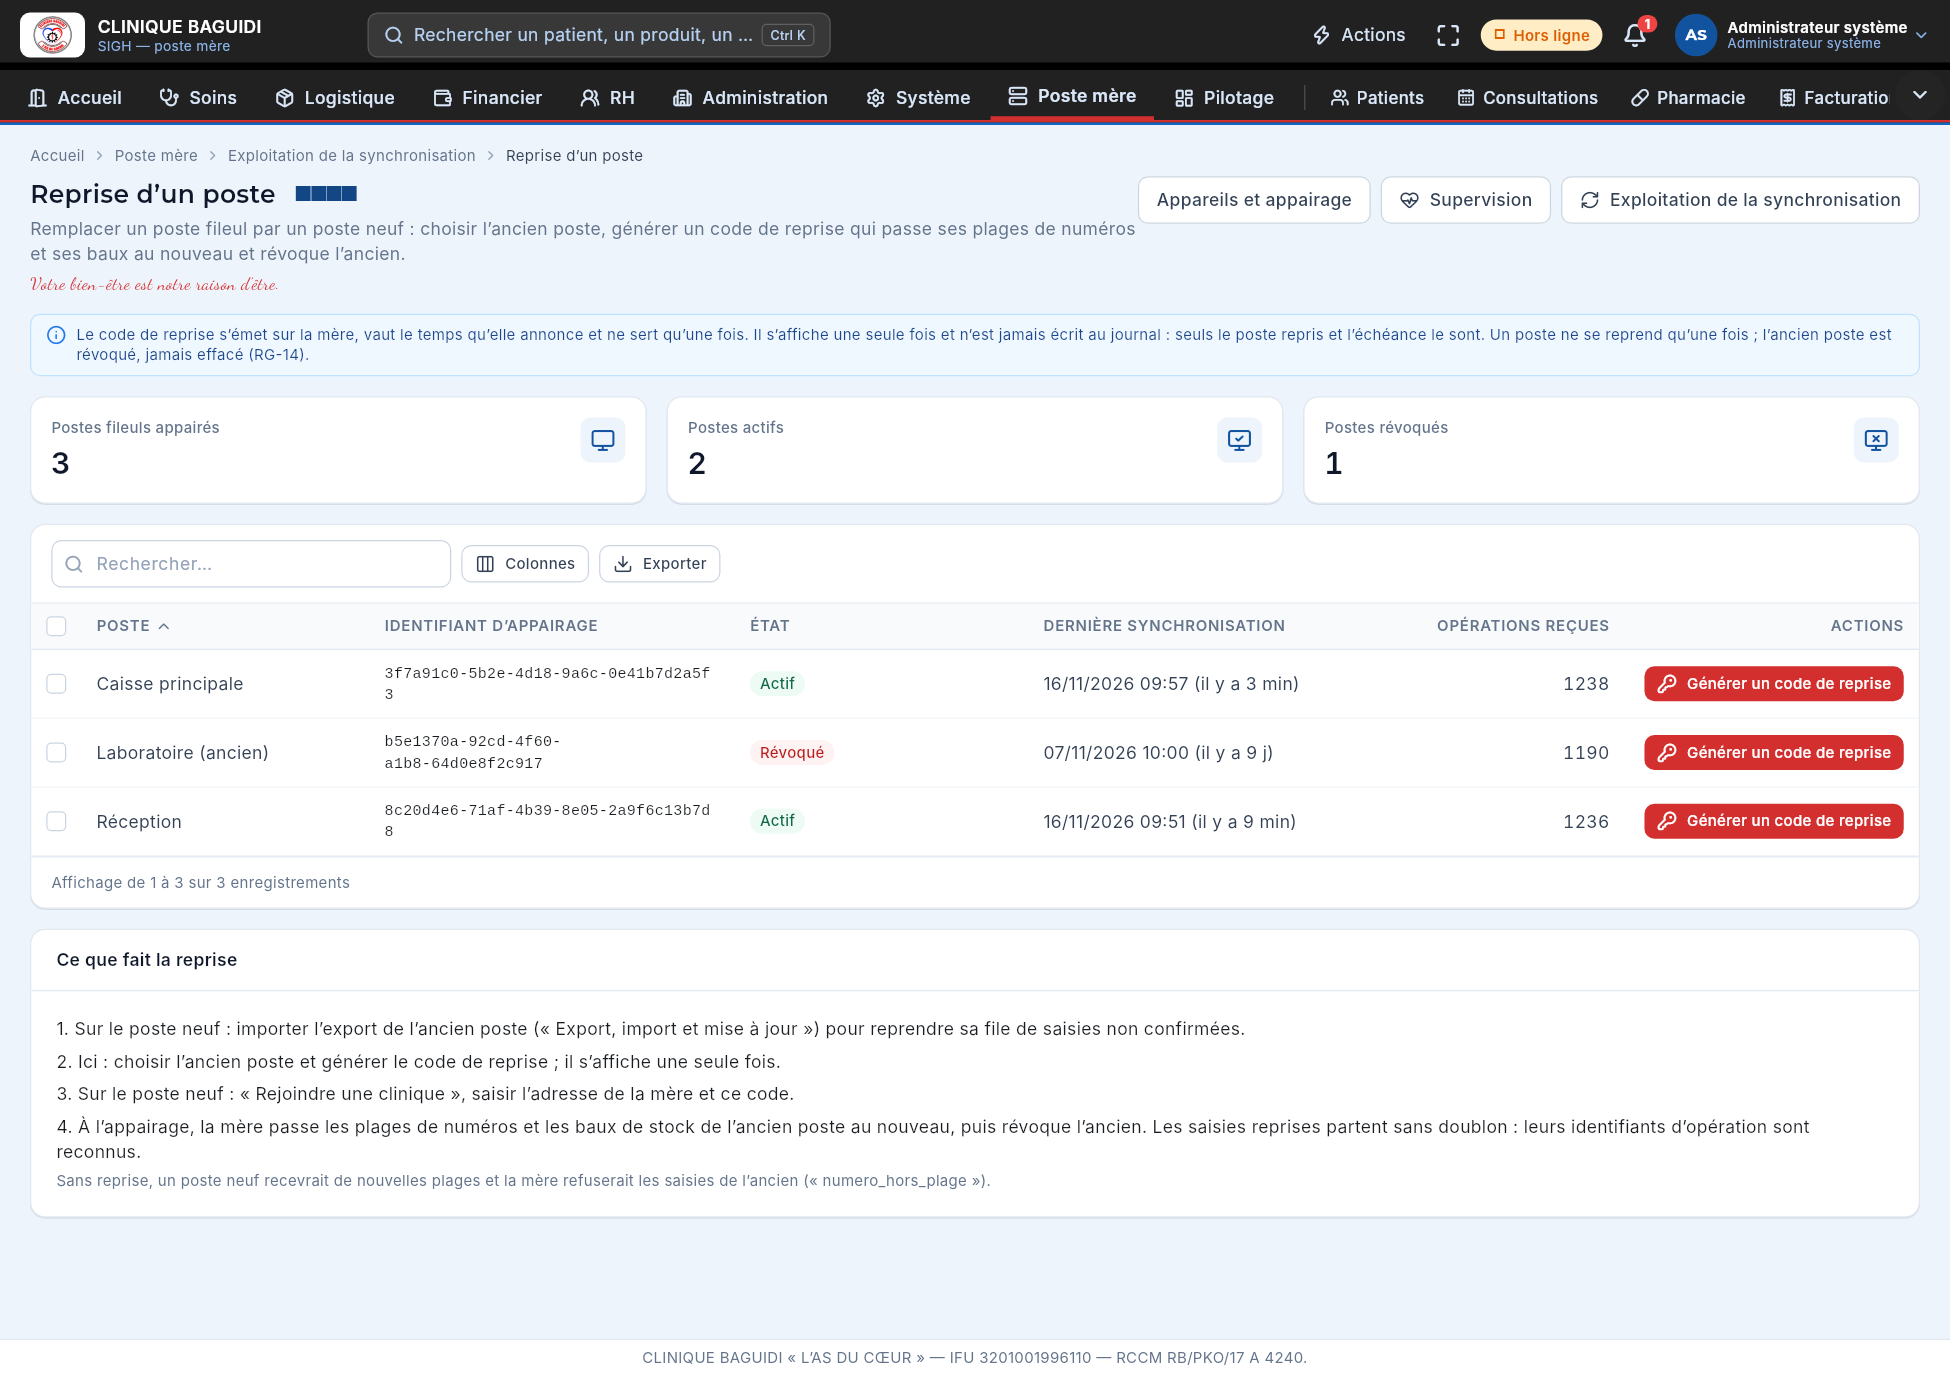 CLINIQUE BAGUIDI
SIGH — poste mère
Rechercher un patient, un produit, un ... Ctrl K
Actions
Hors ligne
1
AS
Administrateur système
Administrateur système
Accueil Soins Logistique Financier RH Administration Système Poste mère Pilotage Patients Consultations Pharmacie Facturatio
Accueil > Poste mère > Exploitation de la synchronisation > Reprise d’un poste
Reprise d’un poste
Appareils et appairage Supervision Exploitation de la synchronisation
Remplacer un poste fileul par un poste neuf : choisir l’ancien poste, générer un code de reprise qui passe ses plages de numéros
et ses baux au nouveau et révoque l’ancien.
Votre bien-être est notre raison d’être.
Le code de reprise s’émet sur la mère, vaut le temps qu’elle annonce et ne sert qu’une fois. Il s’affiche une seule fois et n’est jamais écrit au journal : seuls le poste repris et l’échéance le sont. Un poste ne se reprend qu’une fois ; l’ancien poste est
révoqué, jamais effacé (RG-14).
Postes fileuls appairés
3
Postes actifs
2
Postes révoqués
1
Rechercher... Colonnes Exporter
POSTE IDENTIFIANT D’APPAIRAGE ÉTAT DERNIÈRE SYNCHRONISATION OPÉRATIONS REÇUES ACTIONS
Caisse principale 3f7a91c0-5b2e-4d18-9a6c-0e41b7d2a5f Actif 16/11/2026 09:57 (il y a 3 min) 1238 Générer un code de reprise
3
Laboratoire (ancien) b5e1370a-92cd-4f60- Révoqué 07/11/2026 10:00 (il y a 9 j) 1190 Générer un code de reprise
a1b8-64d0e8f2c917
Réception 8c20d4e6-71af-4b39-8e05-2a9f6c13b7d Actif 16/11/2026 09:51 (il y a 9 min) 1236 Générer un code de reprise
8
Affichage de 1 à 3 sur 3 enregistrements
Ce que fait la reprise
1. Sur le poste neuf : importer l’export de l’ancien poste (« Export, import et mise à jour ») pour reprendre sa file de saisies non confirmées.
2. Ici : choisir l’ancien poste et générer le code de reprise ; il s’affiche une seule fois.
3. Sur le poste neuf : « Rejoindre une clinique », saisir l’adresse de la mère et ce code.
4. À l’appairage, la mère passe les plages de numéros et les baux de stock de l’ancien poste au nouveau, puis révoque l’ancien. Les saisies reprises partent sans doublon : leurs identifiants d’opération sont
reconnus.
Sans reprise, un poste neuf recevrait de nouvelles plages et la mère refuserait les saisies de l’ancien (« numero_hors_plage »).
CLINIQUE BAGUIDI « L’AS DU CŒUR » — IFU 3201001996110 — RCCM RB/PKO/17 A 4240.